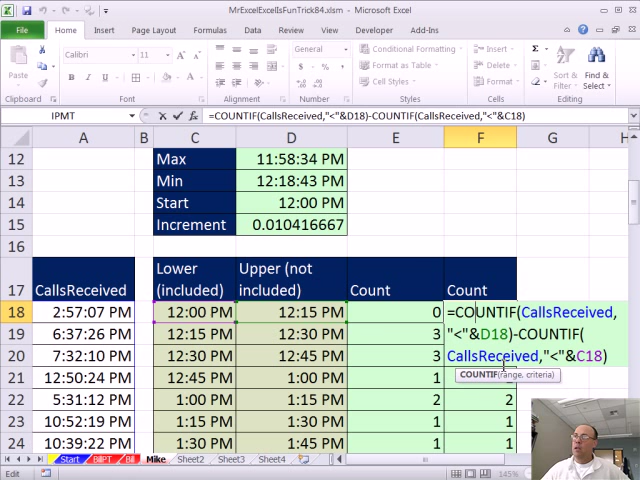 MrExcelExcelIsFunTrick84.xlsm - Microsoft Excel
File Home Insert Page Layout Formulas Data Review View Developer Add-Ins
Calibri 11 General Conditional Formatting Insert Σ
Paste B I U $ % , Format as Table Delete Sort & Filter Find & Select
Cell Styles Format
Clipboard Font Alignment Number Styles Cells Editing
IPMT fx =COUNTIF(CallsReceived,"<"&D18)-COUNTIF(CallsReceived,"<"&C18)
A B C D E F G H
12 Max 11:58:34 PM
13 Min 12:18:43 PM
14 Start 12:00 PM
15 Increment 0.010416667
16
17 CallsReceived Lower (included) Upper (not included) Count Count
18 2:57:07 PM 12:00 PM 12:15 PM 0 =COUNTIF(CallsReceived,
19 6:37:26 PM 12:15 PM 12:30 PM 3 "<"&D18)-COUNTIF(
20 7:32:10 PM 12:30 PM 12:45 PM 3 CallsReceived,"<"&C18)
21 12:50:24 PM 12:45 PM 1:00 PM 1
COUNTIF(range, criteria)
22 5:31:12 PM 1:00 PM 1:15 PM 2 2
23 10:52:19 PM 1:15 PM 1:30 PM 1 1
24 10:39:22 PM 1:30 PM 1:45 PM 1 1
Start BillPT Bill Mike Sheet2 Sheet3 Sheet4
Edit 145%